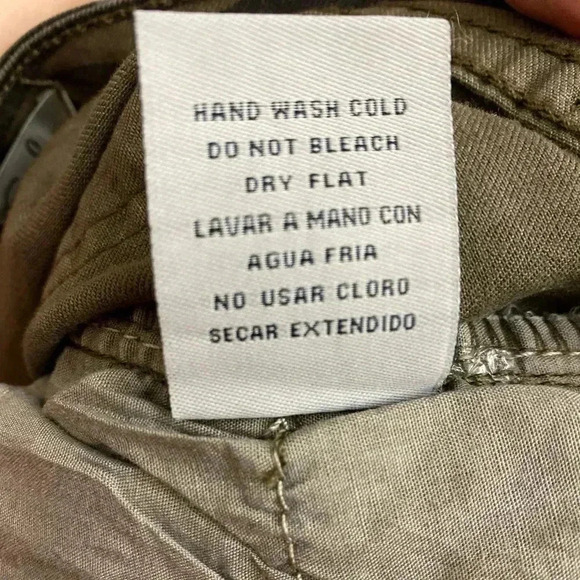 HAND WASH COLD
DO NOT BLEACH
DRY FLAT
LAVAR A MANO CON
AGUA FRIA
NO USAR CLORO
SECAR EXTENDIDO